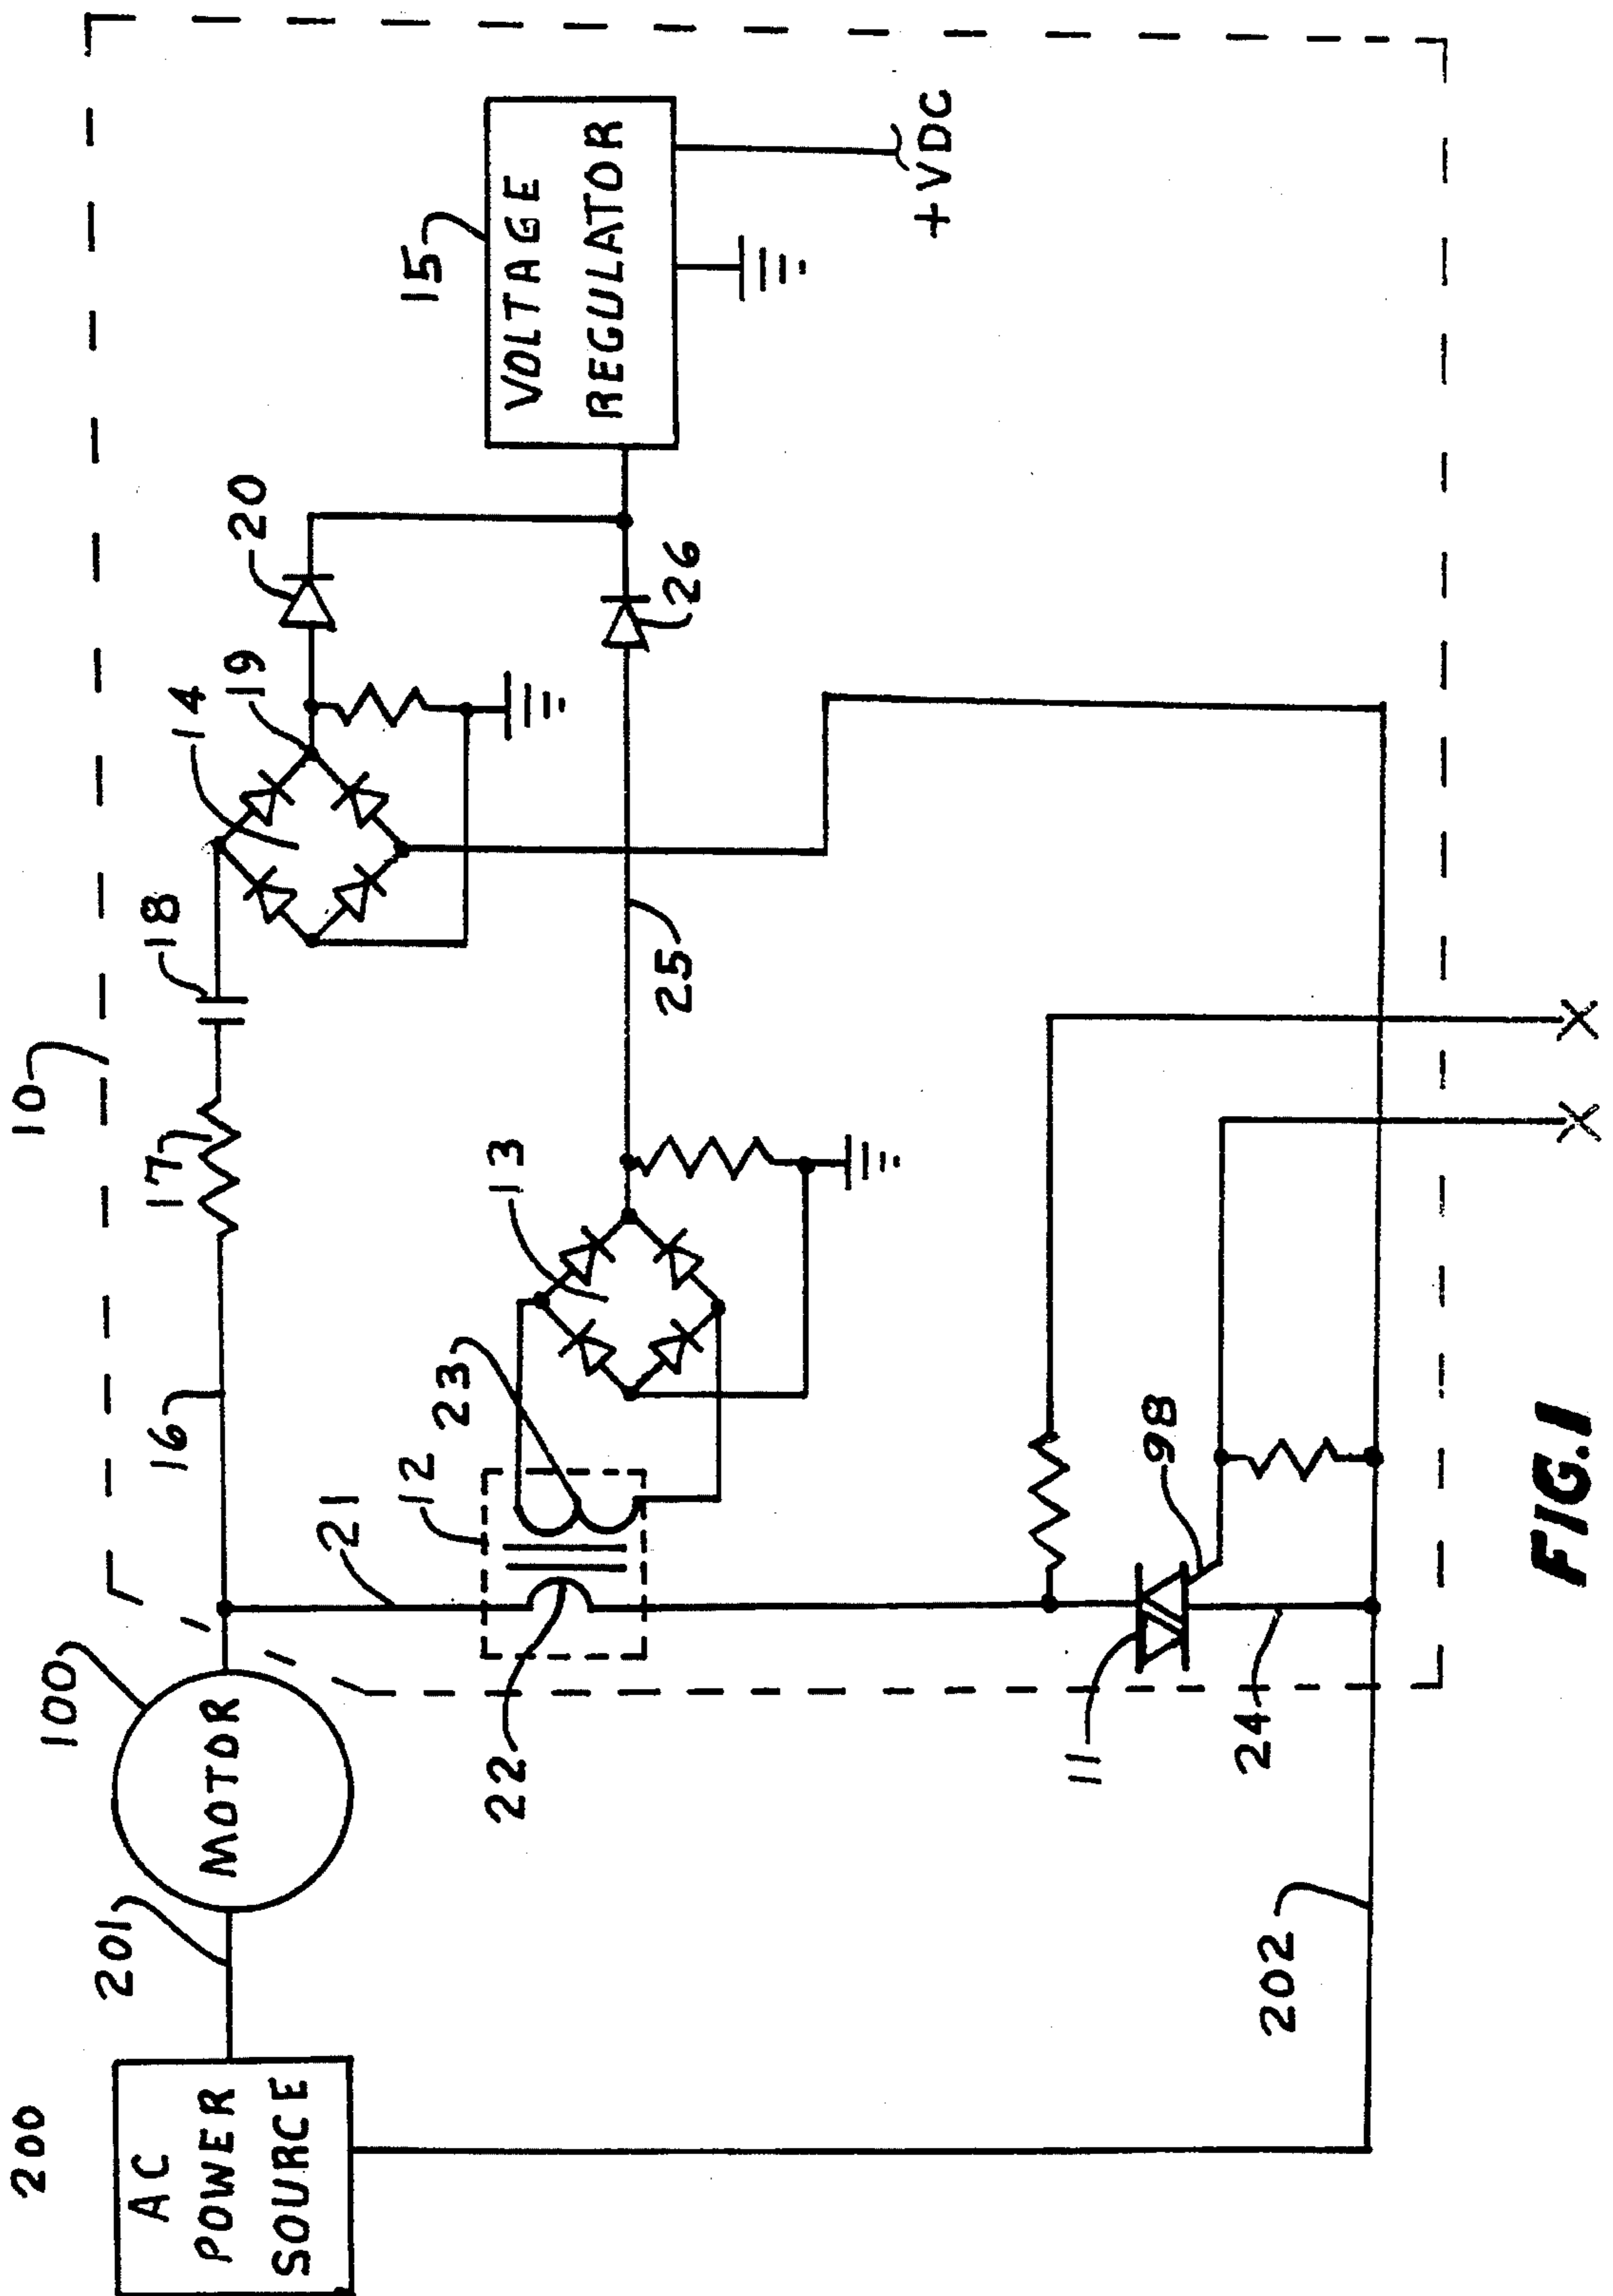 200
AC
POWER
SOURCE
201
100
MOTOR
10
16
17
18
14
19
20
21
12
23
13
22
25
26
15
VOLTAGE
REGULATOR
+VDC
11
98
24
202
X
X
FIG.1